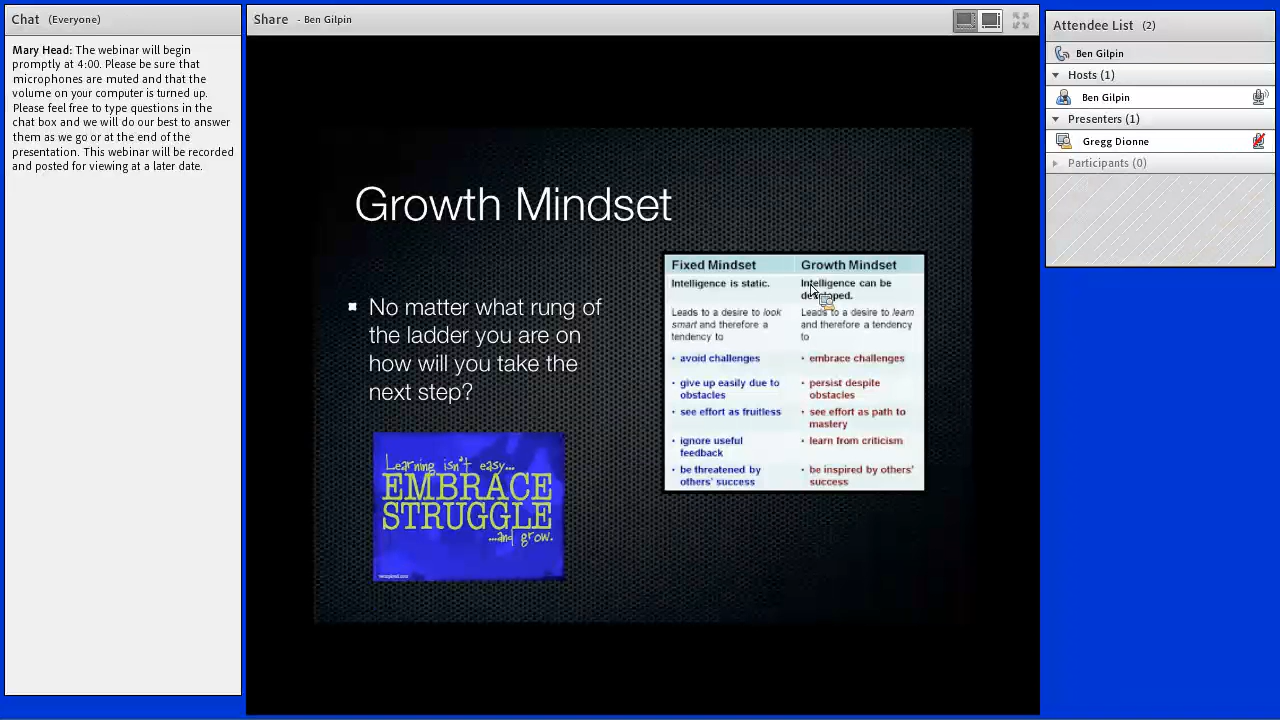 Chat (Everyone)
Mary Head: The webinar will begin
promptly at 4:00. Please be sure that
microphones are muted and that the
volume on your computer is turned up.
Please feel free to type questions in the
chat box and we will do our best to answer
them as we go or at the end of the
presentation. This webinar will be recorded
and posted for viewing at a later date.
Share - Ben Gilpin
Growth Mindset
No matter what rung of
the ladder you are on
how will you take the
next step?
Learning isn't easy...
EMBRACE
STRUGGLE
...and grow.
Fixed Mindset
Intelligence is static.
Leads to a desire to look
smart and therefore a
tendency to
• avoid challenges
• give up easily due to
obstacles
• see effort as fruitless
• ignore useful
feedback
• be threatened by
others' success
Growth Mindset
Intelligence can be
developed.
Leads to a desire to learn
and therefore a tendency
to
• embrace challenges
• persist despite
obstacles
• see effort as path to
mastery
• learn from criticism
• be inspired by others'
success
Attendee List (2)
Ben Gilpin
Hosts (1)
Ben Gilpin
Presenters (1)
Gregg Dionne
Participants (0)